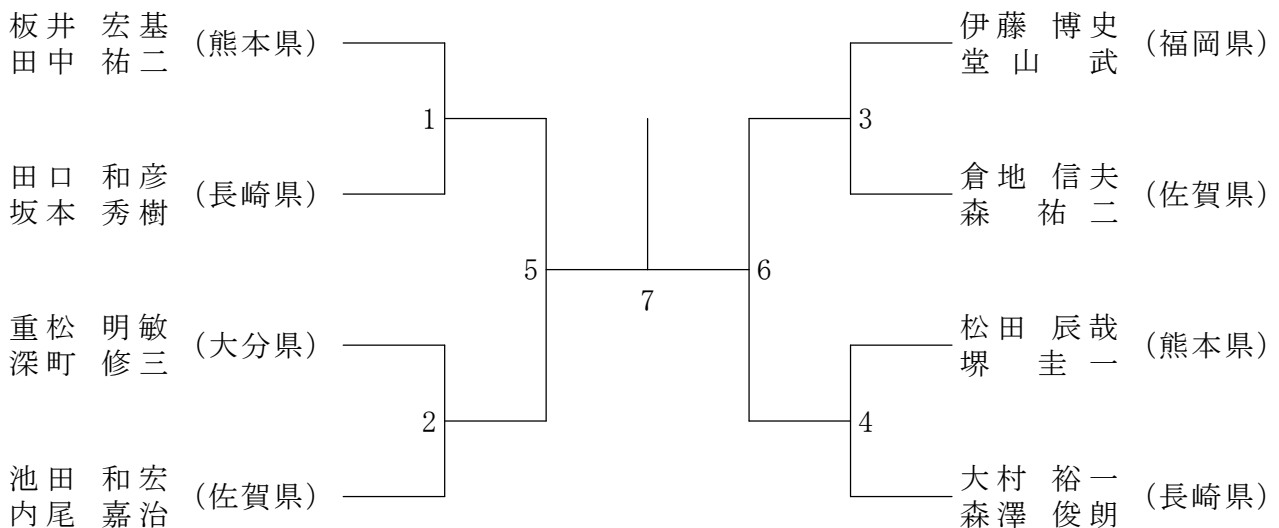 板井 宏基
田中 祐二
(熊本県)
1
田口 和彦
坂本 秀樹
(長崎県)
5
重松 明敏
深町 修三
(大分県)
2
池田 和宏
内尾 嘉治
(佐賀県)
7
伊藤 博史
堂山 武
(福岡県)
3
倉地 信夫
森 祐二
(佐賀県)
6
松田 辰哉
堺 圭一
(熊本県)
4
大村 裕一
森澤 俊朗
(長崎県)